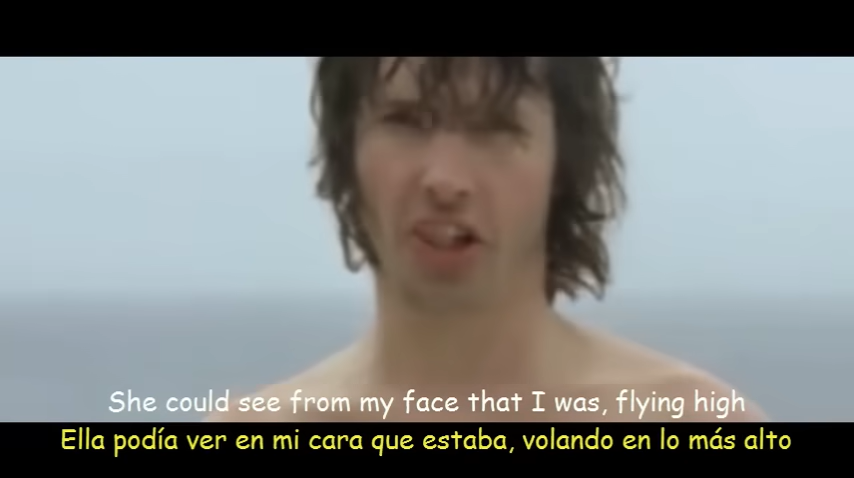 She could see from my face that I was, flying high
Ella podía ver en mi cara que estaba, volando en lo más alto